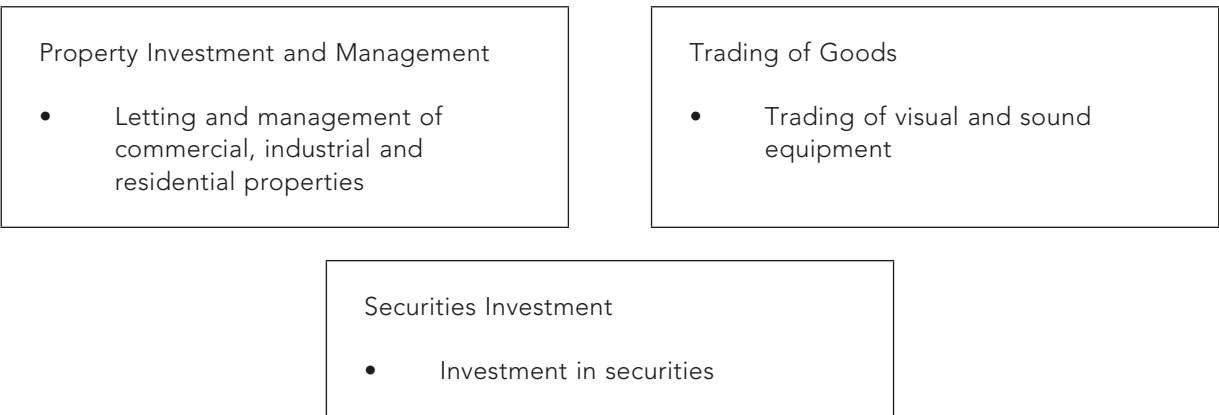 Property Investment and Management
• Letting and management of
commercial, industrial and
residential properties
Trading of Goods
• Trading of visual and sound
equipment
Securities Investment
• Investment in securities